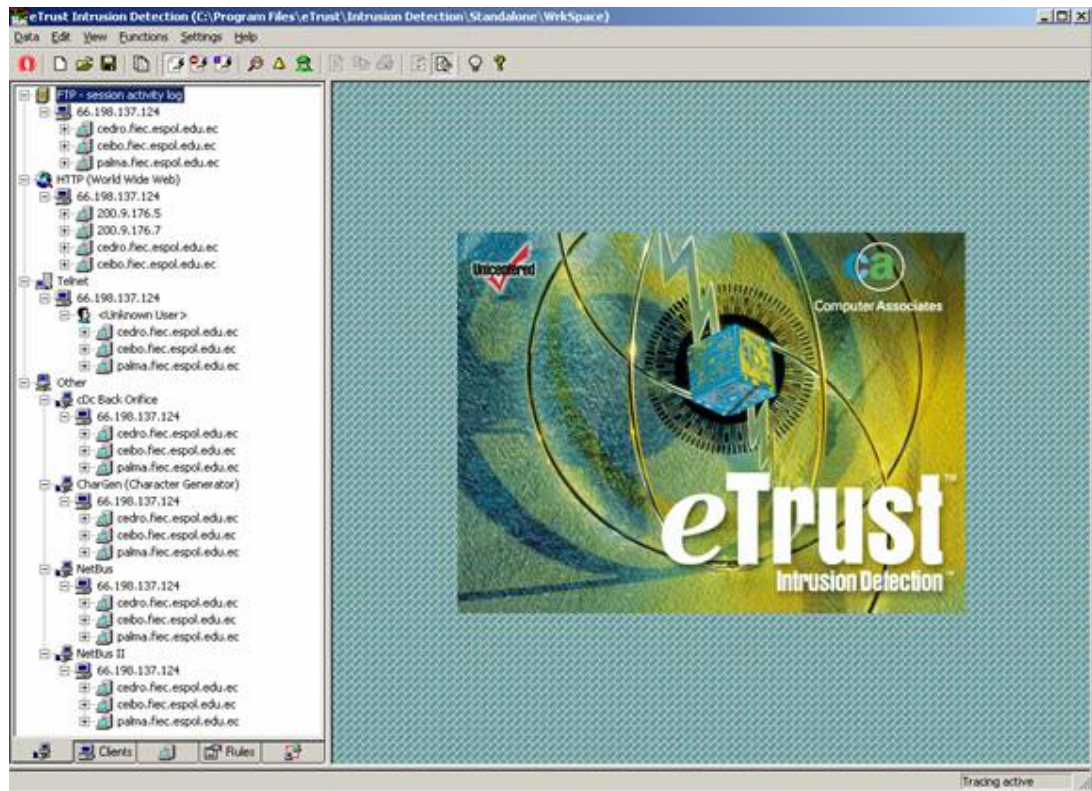 eTrust Intrusion Detection (C:\Program Files\eTrust\Intrusion Detection\Standalone\WrkSpace)
Data Edit View Functions Settings Help
FTP - session activity log
66.198.137.124
cedro.fiec.espol.edu.ec
ceibo.fiec.espol.edu.ec
palma.fiec.espol.edu.ec
HTTP (World Wide Web)
66.198.137.124
200.9.176.5
200.9.176.7
cedro.fiec.espol.edu.ec
ceibo.fiec.espol.edu.ec
Telnet
66.198.137.124
<Unknown User>
cedro.fiec.espol.edu.ec
ceibo.fiec.espol.edu.ec
palma.fiec.espol.edu.ec
Other
cDc Back Orifice
66.198.137.124
cedro.fiec.espol.edu.ec
ceibo.fiec.espol.edu.ec
palma.fiec.espol.edu.ec
CharGen (Character Generator)
66.198.137.124
cedro.fiec.espol.edu.ec
ceibo.fiec.espol.edu.ec
palma.fiec.espol.edu.ec
NetBus
66.198.137.124
cedro.fiec.espol.edu.ec
ceibo.fiec.espol.edu.ec
palma.fiec.espol.edu.ec
NetBus II
66.198.137.124
cedro.fiec.espol.edu.ec
ceibo.fiec.espol.edu.ec
palma.fiec.espol.edu.ec
Clients Rules
Unicentered
ca
Computer Associates
eTrust™
Intrusion Detection™
Tracing active